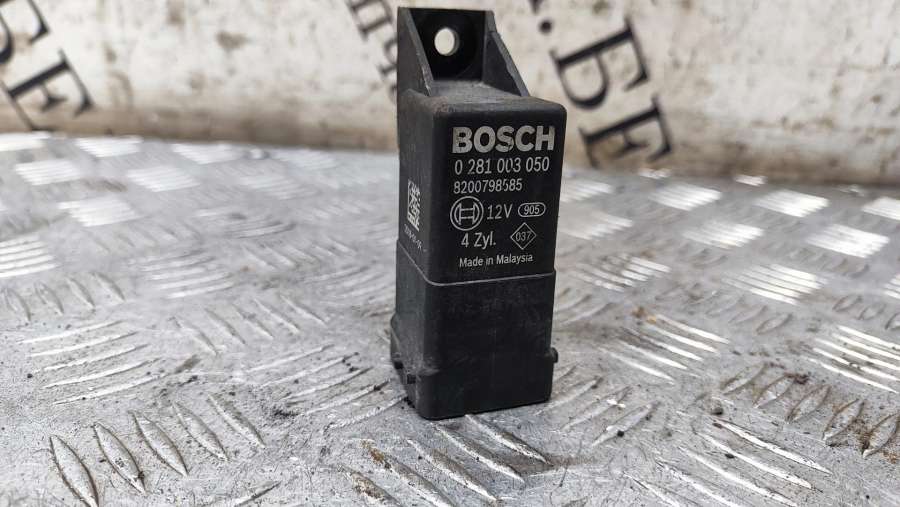 BOSCH
0 281 003 050
8200798585
12V 905
4 Zyl. 037
Made in Malaysia